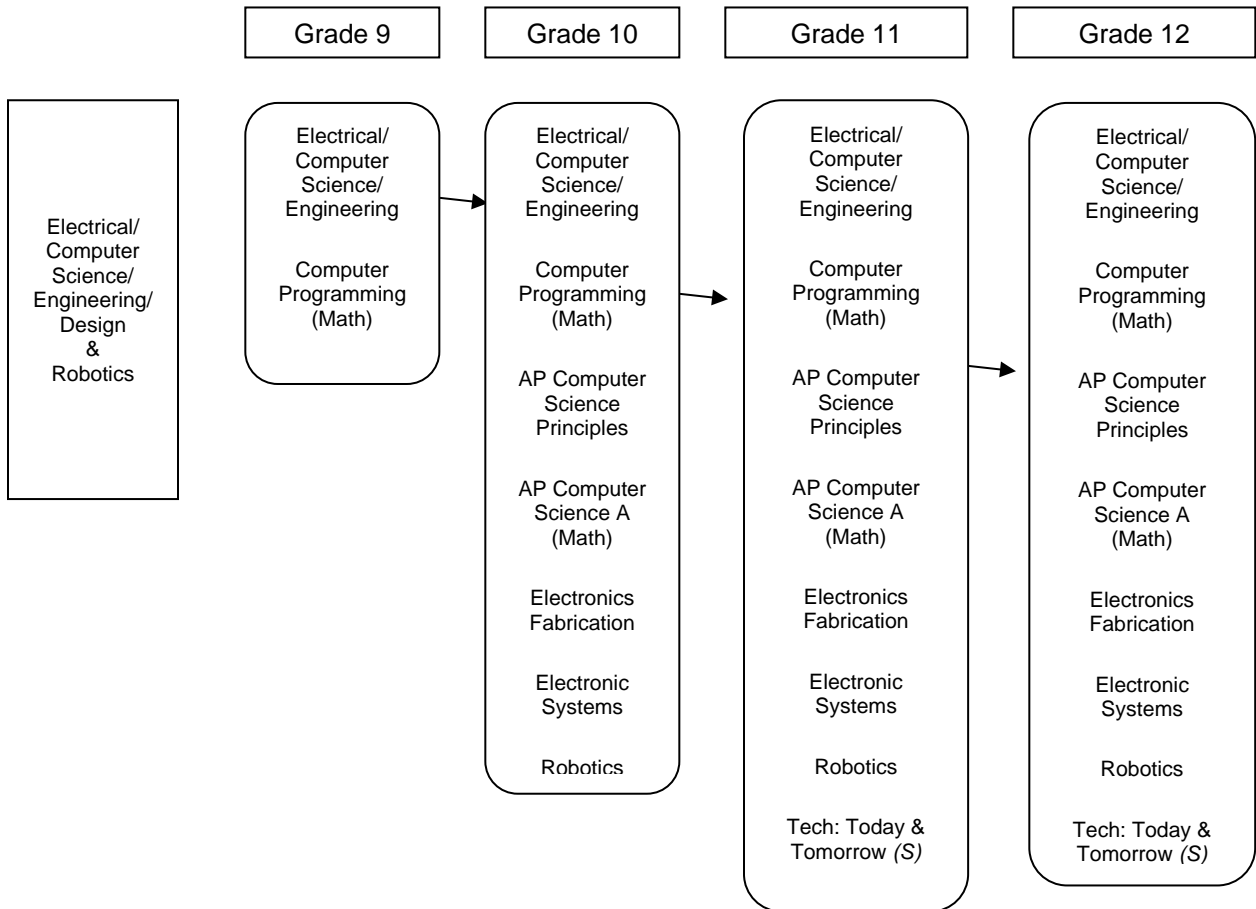 Grade 9
Grade 10
Grade 11
Grade 12
Electrical/
Computer
Science/
Engineering/
Design
&
Robotics
Electrical/
Computer
Science/
Engineering
Computer
Programming
(Math)
Electrical/
Computer
Science/
Engineering
Computer
Programming
(Math)
AP Computer
Science
Principles
AP Computer
Science A
(Math)
Electronics
Fabrication
Electronic
Systems
Robotics
Electrical/
Computer
Science/
Engineering
Computer
Programming
(Math)
AP Computer
Science
Principles
AP Computer
Science A
(Math)
Electronics
Fabrication
Electronic
Systems
Robotics
Tech: Today &
Tomorrow (S)
Electrical/
Computer
Science/
Engineering
Computer
Programming
(Math)
AP Computer
Science
Principles
AP Computer
Science A
(Math)
Electronics
Fabrication
Electronic
Systems
Robotics
Tech: Today &
Tomorrow (S)